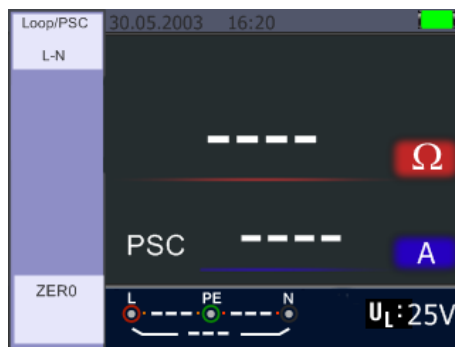 Loop/PSC 30.05.2003 16:20
L-N
---- Ω
PSC ---- A
ZER0
L PE N
--- ---
---
UL:25V